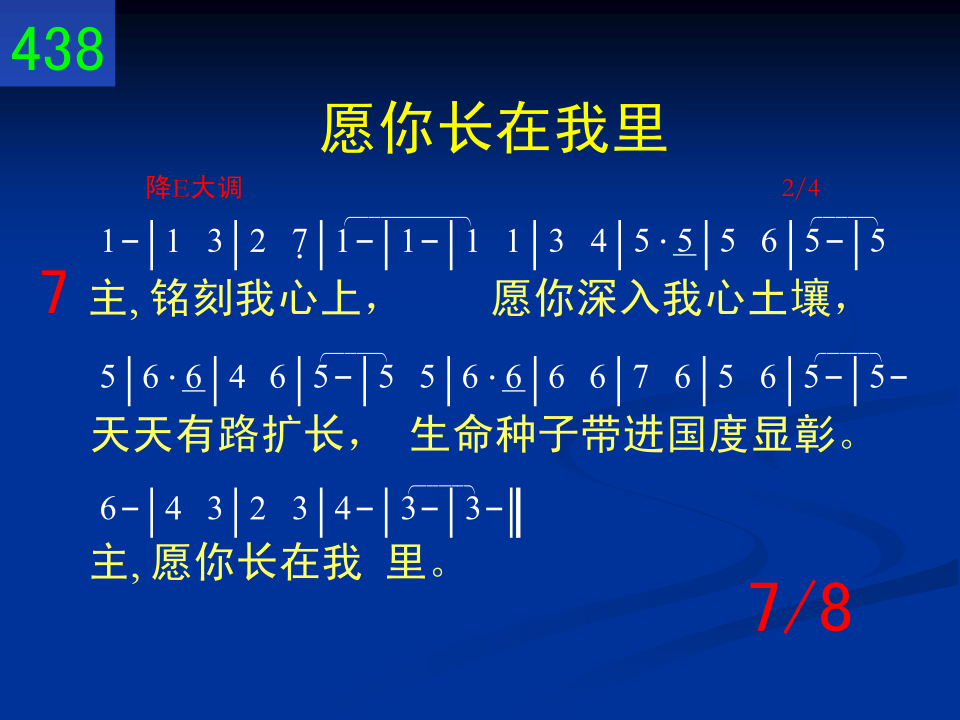 438
愿你长在我里
降E大调 2/4
1-|1 3|2 7̣|1-|1-|1 1|3 4|5·5|5 6|5-|5
7 主, 铭刻我心上， 愿你深入我心土壤，
5|6·6|4 6|5-|5 5|6·6|6 6|7 6|5 6|5-|5-
天天有路扩长， 生命种子带进国度显彰。
6-|4 3|2 3|4-|3-|3-‖
主, 愿你长在我 里。
7/8